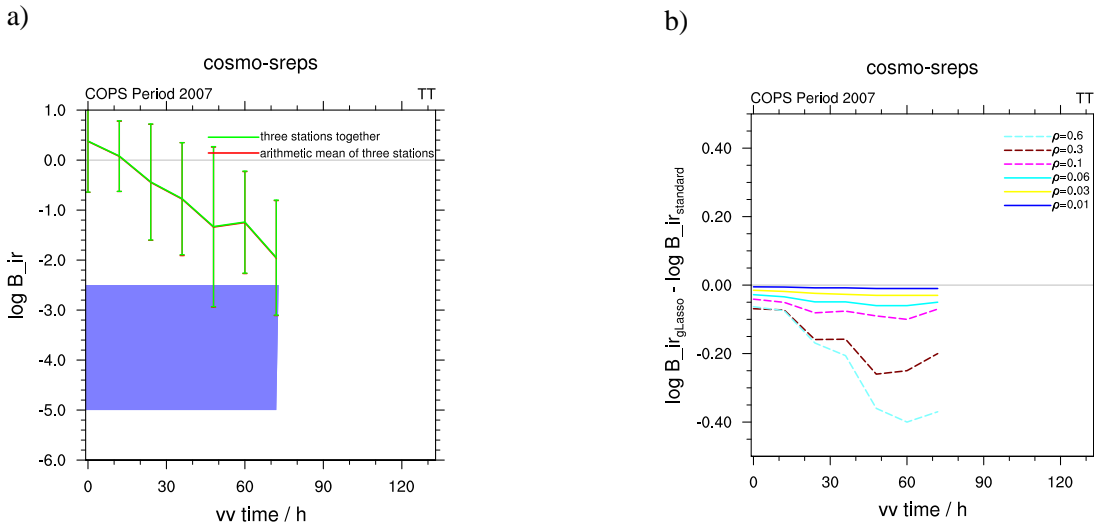 a)
cosmo-sreps
COPS Period 2007 TT
three stations together
arithmetic mean of three stations
1.0
0.0
-1.0
-2.0
-3.0
-4.0
-5.0
-6.0
log B_ir
0 30 60 90 120
vv time / h
b)
cosmo-sreps
COPS Period 2007 TT
ρ=0.6
ρ=0.3
ρ=0.1
ρ=0.06
ρ=0.03
ρ=0.01
0.40
0.20
0.00
-0.20
-0.40
log B_ir_gLasso - log B_ir_standard
0 30 60 90 120
vv time / h